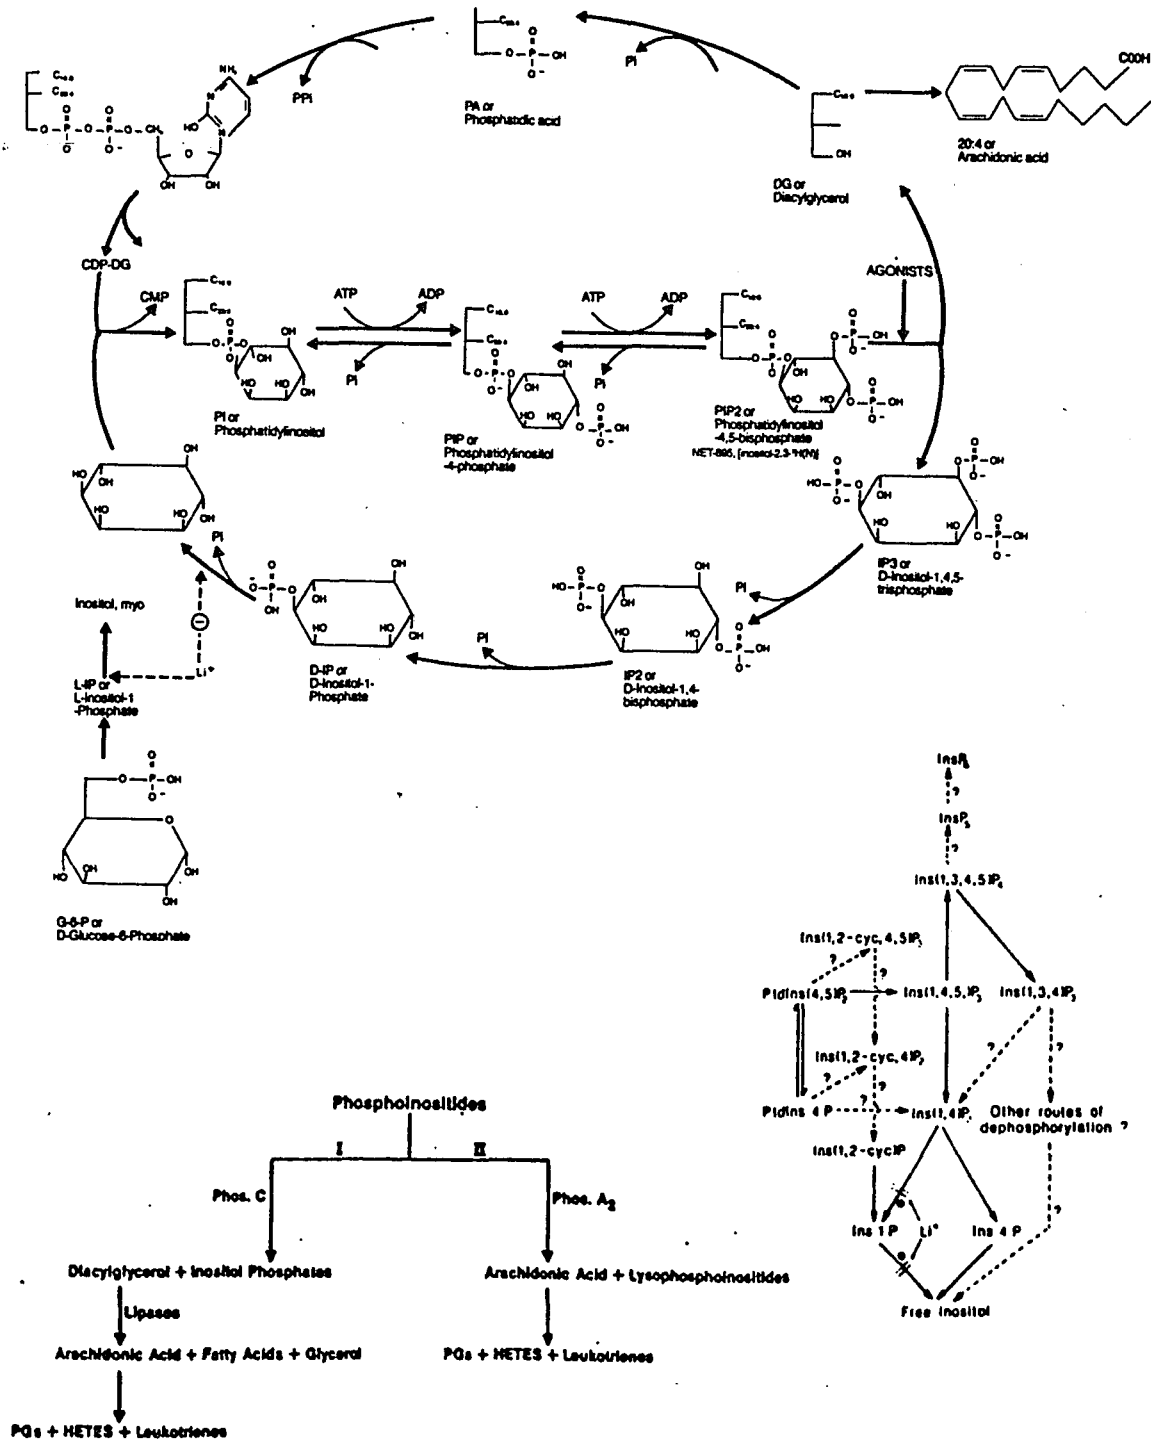 PA or
Phosphatidic acid
Pi
PPi
COOH
20:4 or
Arachidonic acid
DG or
Diacylglycerol
NH₂
CDP-DG
CMP
ATP
ADP
Pi
ATP
ADP
Pi
AGONISTS
PI or
Phosphatidylinositol
PIP or
Phosphatidylinositol
-4-phosphate
PIP2 or
Phosphatidylinositol
-4,5-bisphosphate
NET-895, [inositol-2,3-³H(N)]
IP3 or
D-Inositol-1,4,5-
trisphosphate
Pi
IP2 or
D-Inositol-1,4-
bisphosphate
Pi
D-IP or
D-Inositol-1-
Phosphate
Pi
Inositol, myo
Li⁺
L-IP or
L-Inositol-1
-Phosphate
G-6-P or
D-Glucose-6-Phosphate
InsP₆
?
InsP₅
?
Ins(1,3,4,5)P₄
Ins(1,2-cyc,4,5)P₃
?
PtdIns(4,5)P₂
Ins(1,4,5,)P₃
Ins(1,3,4)P₃
? ?
Ins(1,2-cyc,4)P₂
? ?
PtdIns 4 P
?
Ins(1,4)P₂
Other routes of
dephosphorylation ?
Ins(1,2-cyc)P
?
Ins 1 P
Li⁺
Ins 4 P
Free Inositol
Phosphoinositides
I
II
Phos. C
Phos. A₂
Diacylglycerol + Inositol Phosphates
Arachidonic Acid + Lysophosphoinositides
Lipases
Arachidonic Acid + Fatty Acids + Glycerol
PGs + HETES + Leukotrienes
PGs + HETES + Leukotrienes